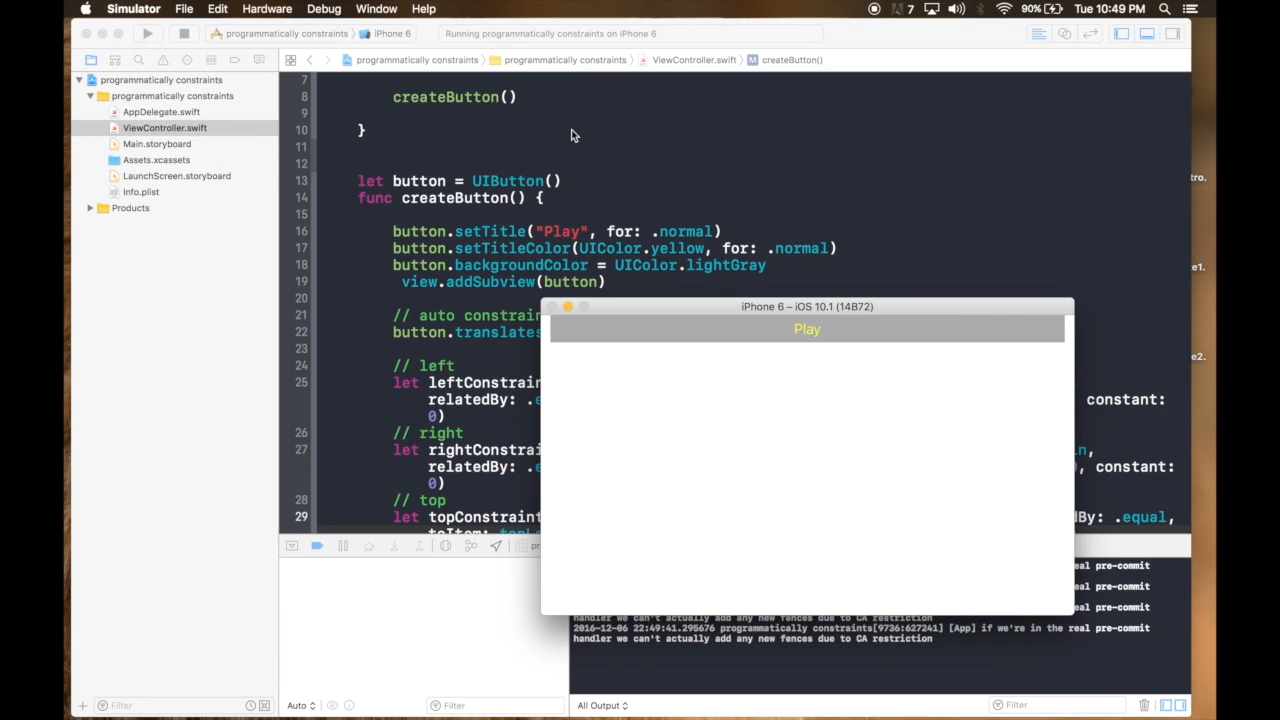 Simulator File Edit Hardware Debug Window Help 7 90% Tue 10:49 PM
programmatically constraints › iPhone 6 Running programmatically constraints on iPhone 6
programmatically constraints › programmatically constraints › ViewController.swift › M createButton()
programmatically constraints
programmatically constraints
AppDelegate.swift
ViewController.swift
Main.storyboard
Assets.xcassets
LaunchScreen.storyboard
Info.plist
Products
7
8 createButton()
9
10 }
11
12
13 let button = UIButton()
14 func createButton() {
15
16 button.setTitle("Play", for: .normal)
17 button.setTitleColor(UIColor.yellow, for: .normal)
18 button.backgroundColor = UIColor.lightGray
19 view.addSubview(button)
20
21 // auto constrain
22 button.translates
23
24 // left
25 let leftConstrain
relatedBy: .e constant:
0)
26 // right
27 let rightConstrai n,
relatedBy: .e , constant:
0)
28 // top
29 let topConstraint dBy: .equal,
iPhone 6 – iOS 10.1 (14B72)
Play
tro.
e1.
e2.
pr
eal pre-commit
eal pre-commit
eal pre-commit
handler we can't actually add any new fences due to CA restriction
2016-12-06 22:49:41.295676 programmatically constraints[9736:627241] [App] if we're in the real pre-commit
handler we can't actually add any new fences due to CA restriction
Filter Auto Filter All Output Filter